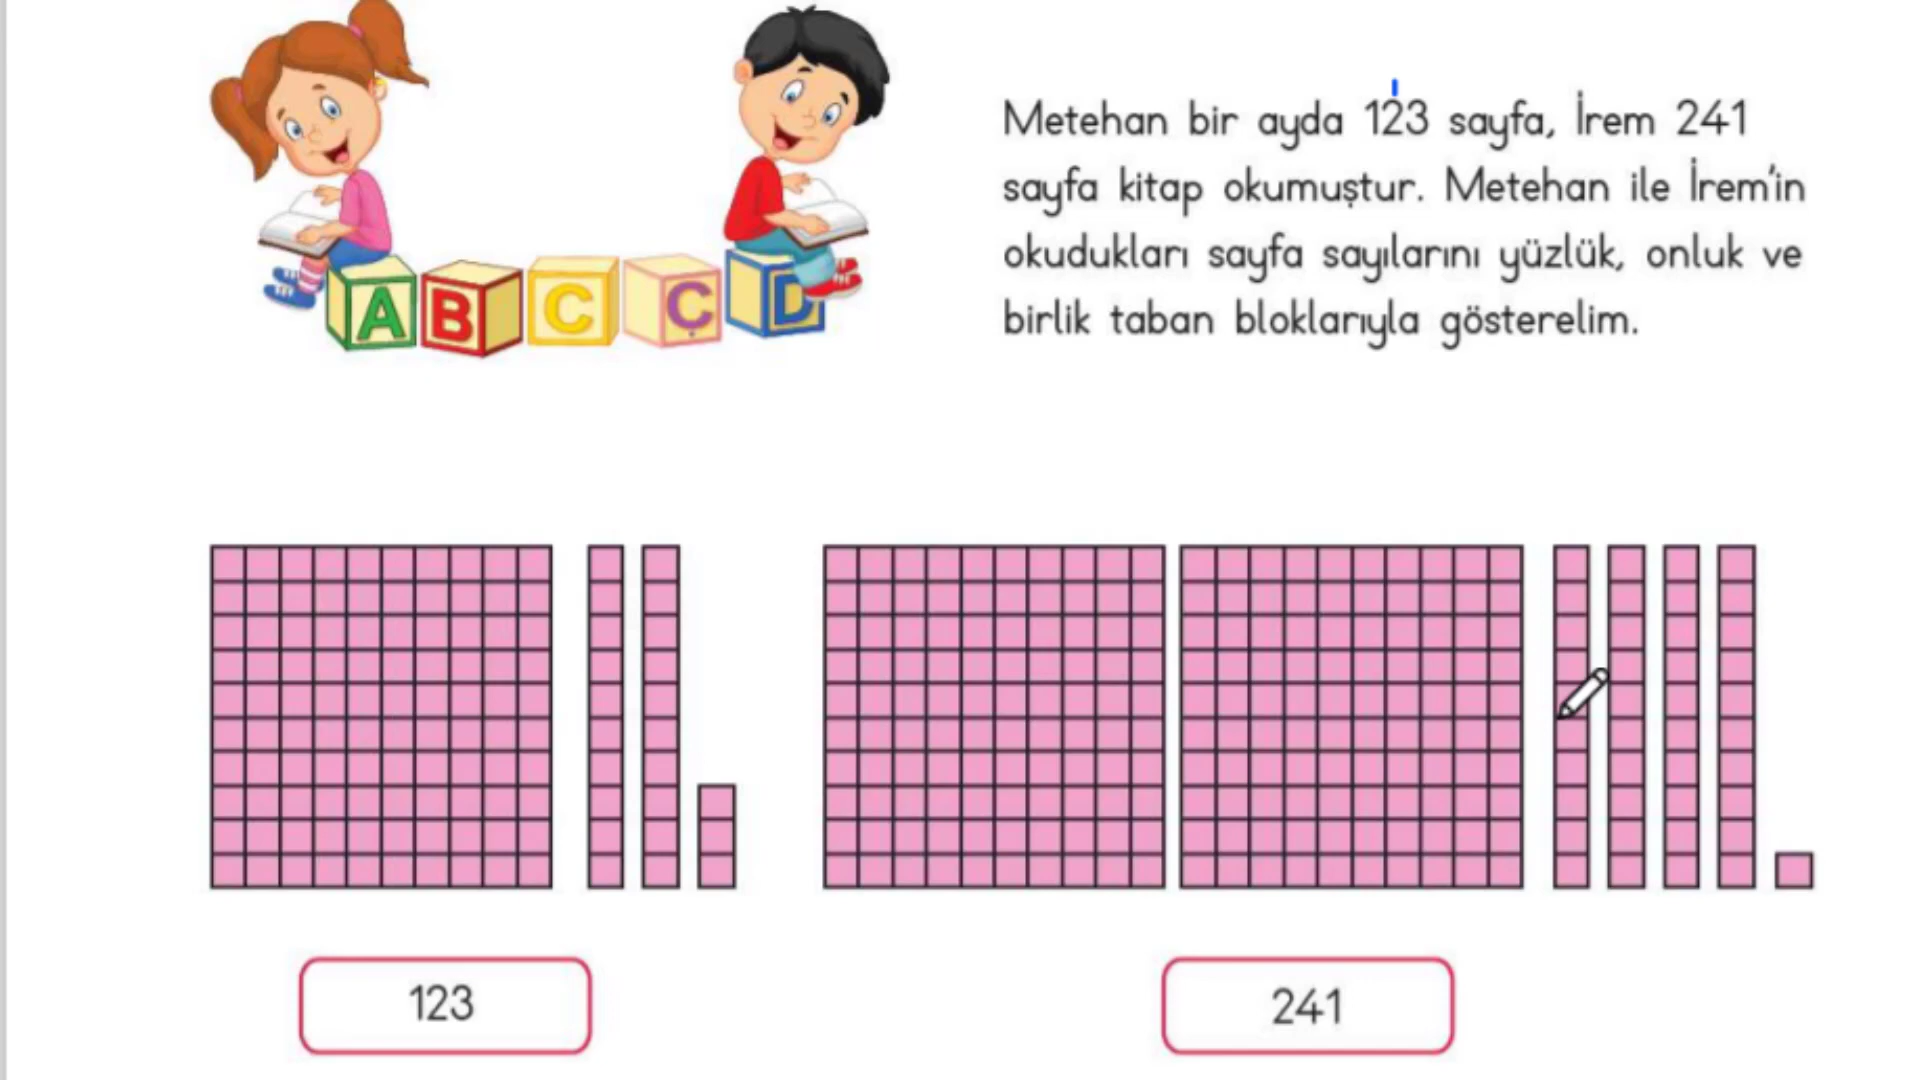 A B C Ç D
Metehan bir ayda 123 sayfa, İrem 241
sayfa kitap okumuştur. Metehan ile İrem'in
okudukları sayfa sayılarını yüzlük, onluk ve
birlik taban bloklarıyla gösterelim.
123
241